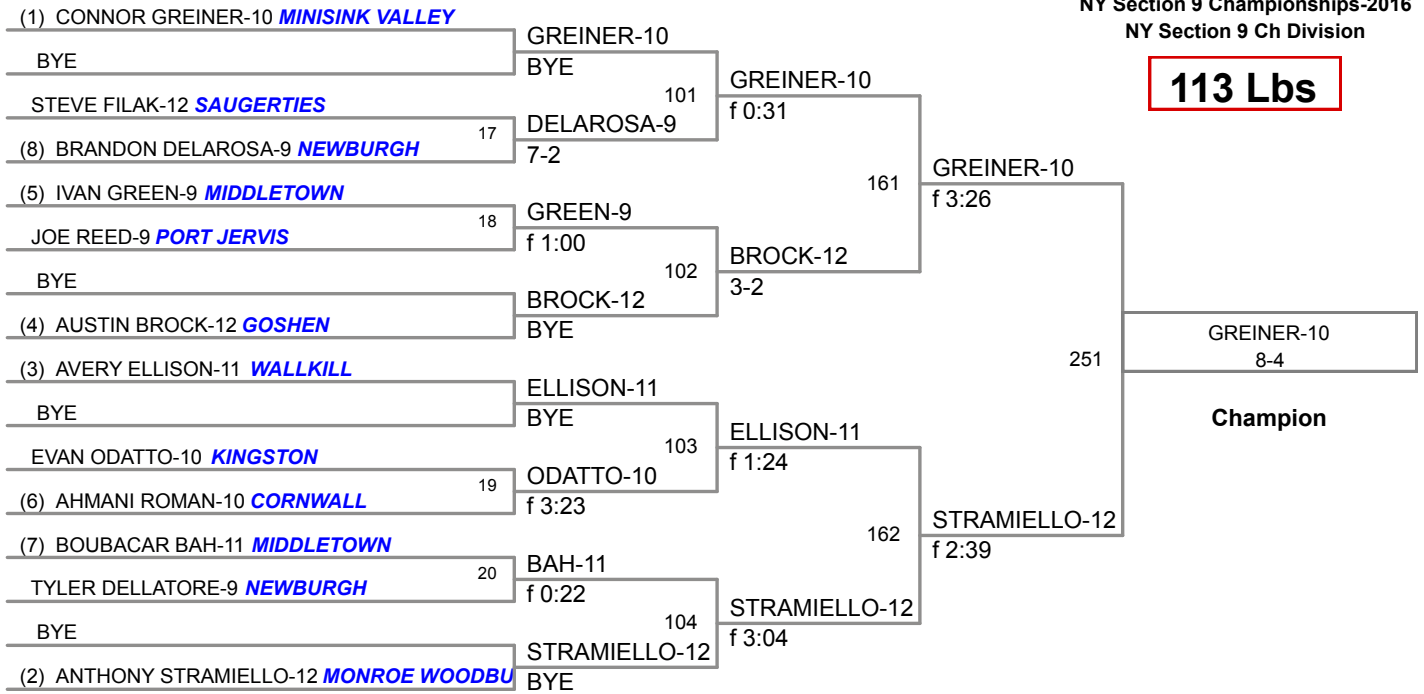 NY Section 9 Championships-2016
NY Section 9 Ch Division
113 Lbs
(1) CONNOR GREINER-10 MINISINK VALLEY
BYE
STEVE FILAK-12 SAUGERTIES
(8) BRANDON DELAROSA-9 NEWBURGH
(5) IVAN GREEN-9 MIDDLETOWN
JOE REED-9 PORT JERVIS
BYE
(4) AUSTIN BROCK-12 GOSHEN
(3) AVERY ELLISON-11 WALLKILL
BYE
EVAN ODATTO-10 KINGSTON
(6) AHMANI ROMAN-10 CORNWALL
(7) BOUBACAR BAH-11 MIDDLETOWN
TYLER DELLATORE-9 NEWBURGH
BYE
(2) ANTHONY STRAMIELLO-12 MONROE WOODBU
17
18
19
20
GREINER-10
BYE
DELAROSA-9
7-2
GREEN-9
f 1:00
BROCK-12
BYE
ELLISON-11
BYE
ODATTO-10
f 3:23
BAH-11
f 0:22
STRAMIELLO-12
BYE
101
102
103
104
GREINER-10
f 0:31
BROCK-12
3-2
ELLISON-11
f 1:24
STRAMIELLO-12
f 3:04
161
162
GREINER-10
f 3:26
STRAMIELLO-12
f 2:39
251
GREINER-10
8-4
Champion